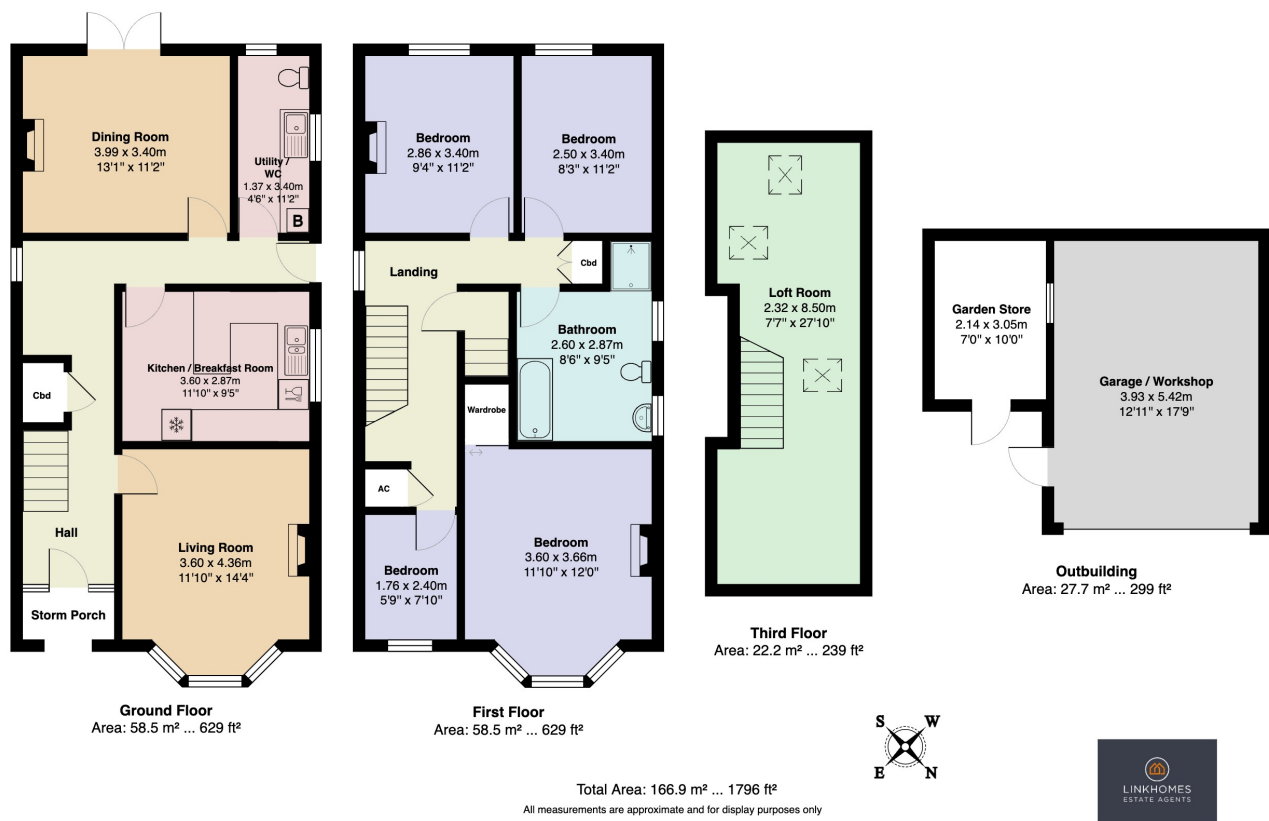 Dining Room
3.99 x 3.40m
13'1" x 11'2"
Utility /
WC
1.37 x 3.40m
4'6" x 11'2"
B
Kitchen / Breakfast Room
3.60 x 2.87m
11'10" x 9'5"
Cbd
Hall
Living Room
3.60 x 4.36m
11'10" x 14'4"
Storm Porch
Ground Floor
Area: 58.5 m² ... 629 ft²
Bedroom
2.86 x 3.40m
9'4" x 11'2"
Bedroom
2.50 x 3.40m
8'3" x 11'2"
Landing
Cbd
Bathroom
2.60 x 2.87m
8'6" x 9'5"
Wardrobe
AC
Bedroom
1.76 x 2.40m
5'9" x 7'10"
Bedroom
3.60 x 3.66m
11'10" x 12'0"
First Floor
Area: 58.5 m² ... 629 ft²
Loft Room
2.32 x 8.50m
7'7" x 27'10"
Third Floor
Area: 22.2 m² ... 239 ft²
Garden Store
2.14 x 3.05m
7'0" x 10'0"
Garage / Workshop
3.93 x 5.42m
12'11" x 17'9"
Outbuilding
Area: 27.7 m² ... 299 ft²
S W
E N
Total Area: 166.9 m² ... 1796 ft²
All measurements are approximate and for display purposes only
LINKHOMES
ESTATE AGENTS